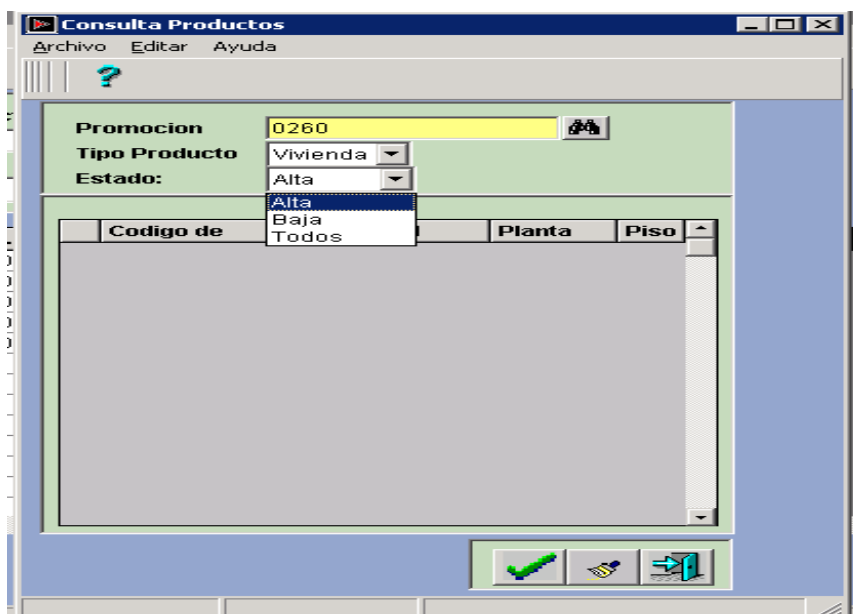 Consulta Productos
Archivo Editar Ayuda
Promocion 0260
Tipo Producto Vivienda
Estado: Alta
Alta
Baja
Todos
Codigo de Planta Piso